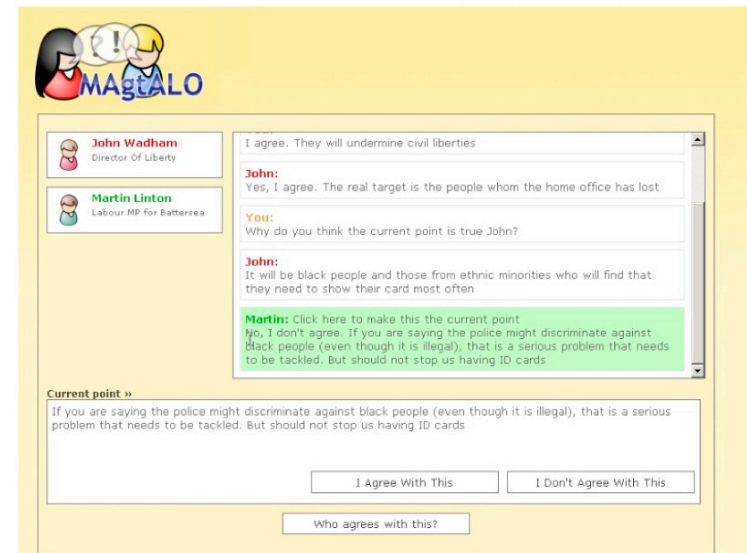 ?!
MAgtALO
John Wadham
Director Of Liberty
Martin Linton
Labour MP for Battersea
I agree. They will undermine civil liberties
John:
Yes, I agree. The real target is the people whom the home office has lost
You:
Why do you think the current point is true John?
John:
It will be black people and those from ethnic minorities who will find that
they need to show their card most often
Martin: Click here to make this the current point
No, I don't agree. If you are saying the police might discriminate against
black people (even though it is illegal), that is a serious problem that needs
to be tackled. But should not stop us having ID cards
Current point »
If you are saying the police might discriminate against black people (even though it is illegal), that is a serious
problem that needs to be tackled. But should not stop us having ID cards
I Agree With This
I Don't Agree With This
Who agrees with this?